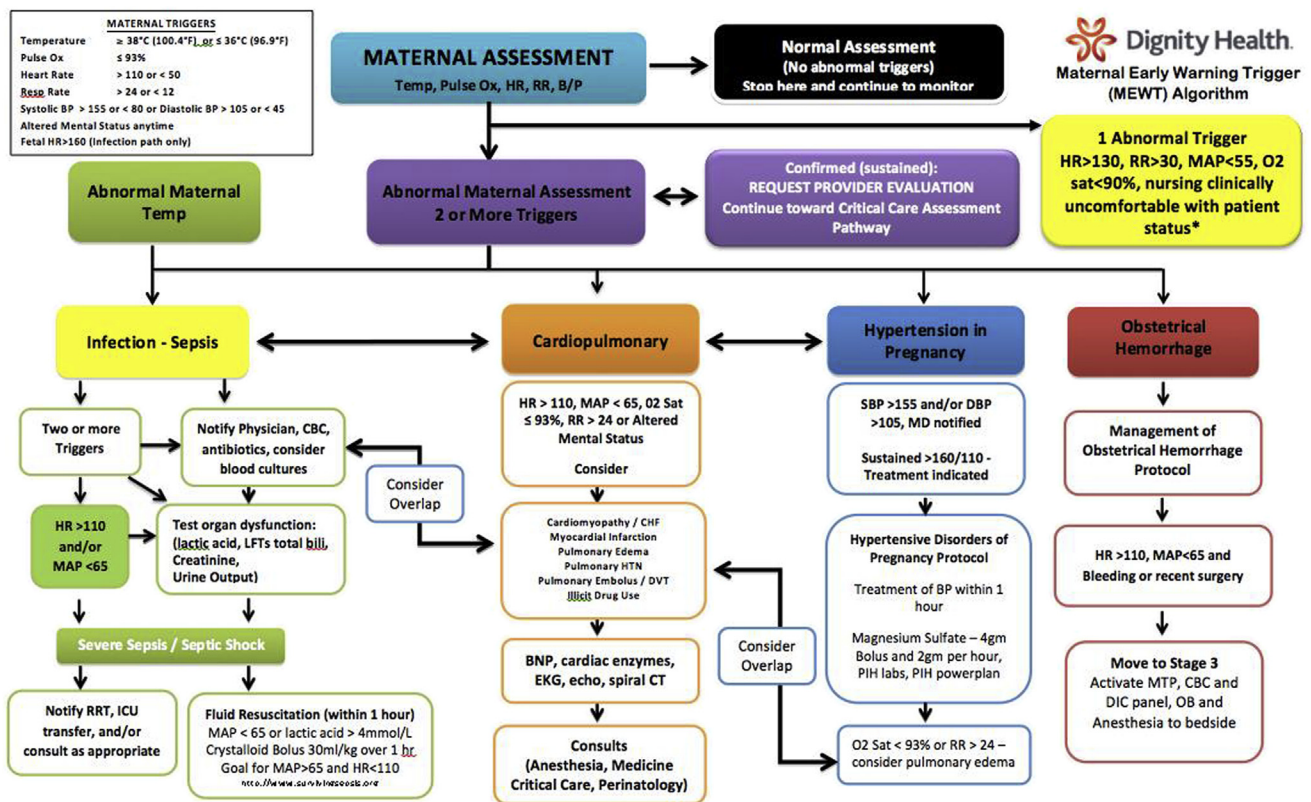 MATERNAL TRIGGERS
Temperature ≥ 38°C (100.4°F) or ≤ 36°C (96.9°F)
Pulse Ox ≤ 93%
Heart Rate > 110 or < 50
Resp Rate > 24 or < 12
Systolic BP > 155 or < 80 or Diastolic BP > 105 or < 45
Altered Mental Status anytime
Fetal HR>160 (Infection path only)
MATERNAL ASSESSMENT
Temp, Pulse Ox, HR, RR, B/P
Normal Assessment
(No abnormal triggers)
Stop here and continue to monitor
Dignity Health.
Maternal Early Warning Trigger
(MEWT) Algorithm
1 Abnormal Trigger
HR>130, RR>30, MAP<55, O2
sat<90%, nursing clinically
uncomfortable with patient
status*
Abnormal Maternal
Temp
Abnormal Maternal Assessment
2 or More Triggers
Confirmed (sustained):
REQUEST PROVIDER EVALUATION
Continue toward Critical Care Assessment
Pathway
Infection - Sepsis
Cardiopulmonary
Hypertension in
Pregnancy
Obstetrical
Hemorrhage
Two or more
Triggers
Notify Physician, CBC,
antibiotics, consider
blood cultures
HR >110
and/or
MAP <65
Test organ dysfunction:
(lactic acid, LFTs total bili,
Creatinine,
Urine Output)
Severe Sepsis / Septic Shock
Notify RRT, ICU
transfer, and/or
consult as appropriate
Fluid Resuscitation (within 1 hour)
MAP < 65 or lactic acid > 4mmol/L
Crystalloid Bolus 30ml/kg over 1 hr
Goal for MAP>65 and HR<110
http://www.survivingsepsis.org
Consider
Overlap
HR > 110, MAP < 65, 02 Sat
≤ 93%, RR > 24 or Altered
Mental Status
Consider
Cardiomyopathy / CHF
Myocardial Infarction
Pulmonary Edema
Pulmonary HTN
Pulmonary Embolus / DVT
Illicit Drug Use
BNP, cardiac enzymes,
EKG, echo, spiral CT
Consults
(Anesthesia, Medicine
Critical Care, Perinatology)
Consider
Overlap
SBP >155 and/or DBP
>105, MD notified
Sustained >160/110 -
Treatment indicated
Hypertensive Disorders of
Pregnancy Protocol
Treatment of BP within 1
hour
Magnesium Sulfate – 4gm
Bolus and 2gm per hour,
PIH labs, PIH powerplan
O2 Sat < 93% or RR > 24 –
consider pulmonary edema
Management of
Obstetrical Hemorrhage
Protocol
HR >110, MAP<65 and
Bleeding or recent surgery
Move to Stage 3
Activate MTP, CBC and
DIC panel, OB and
Anesthesia to bedside